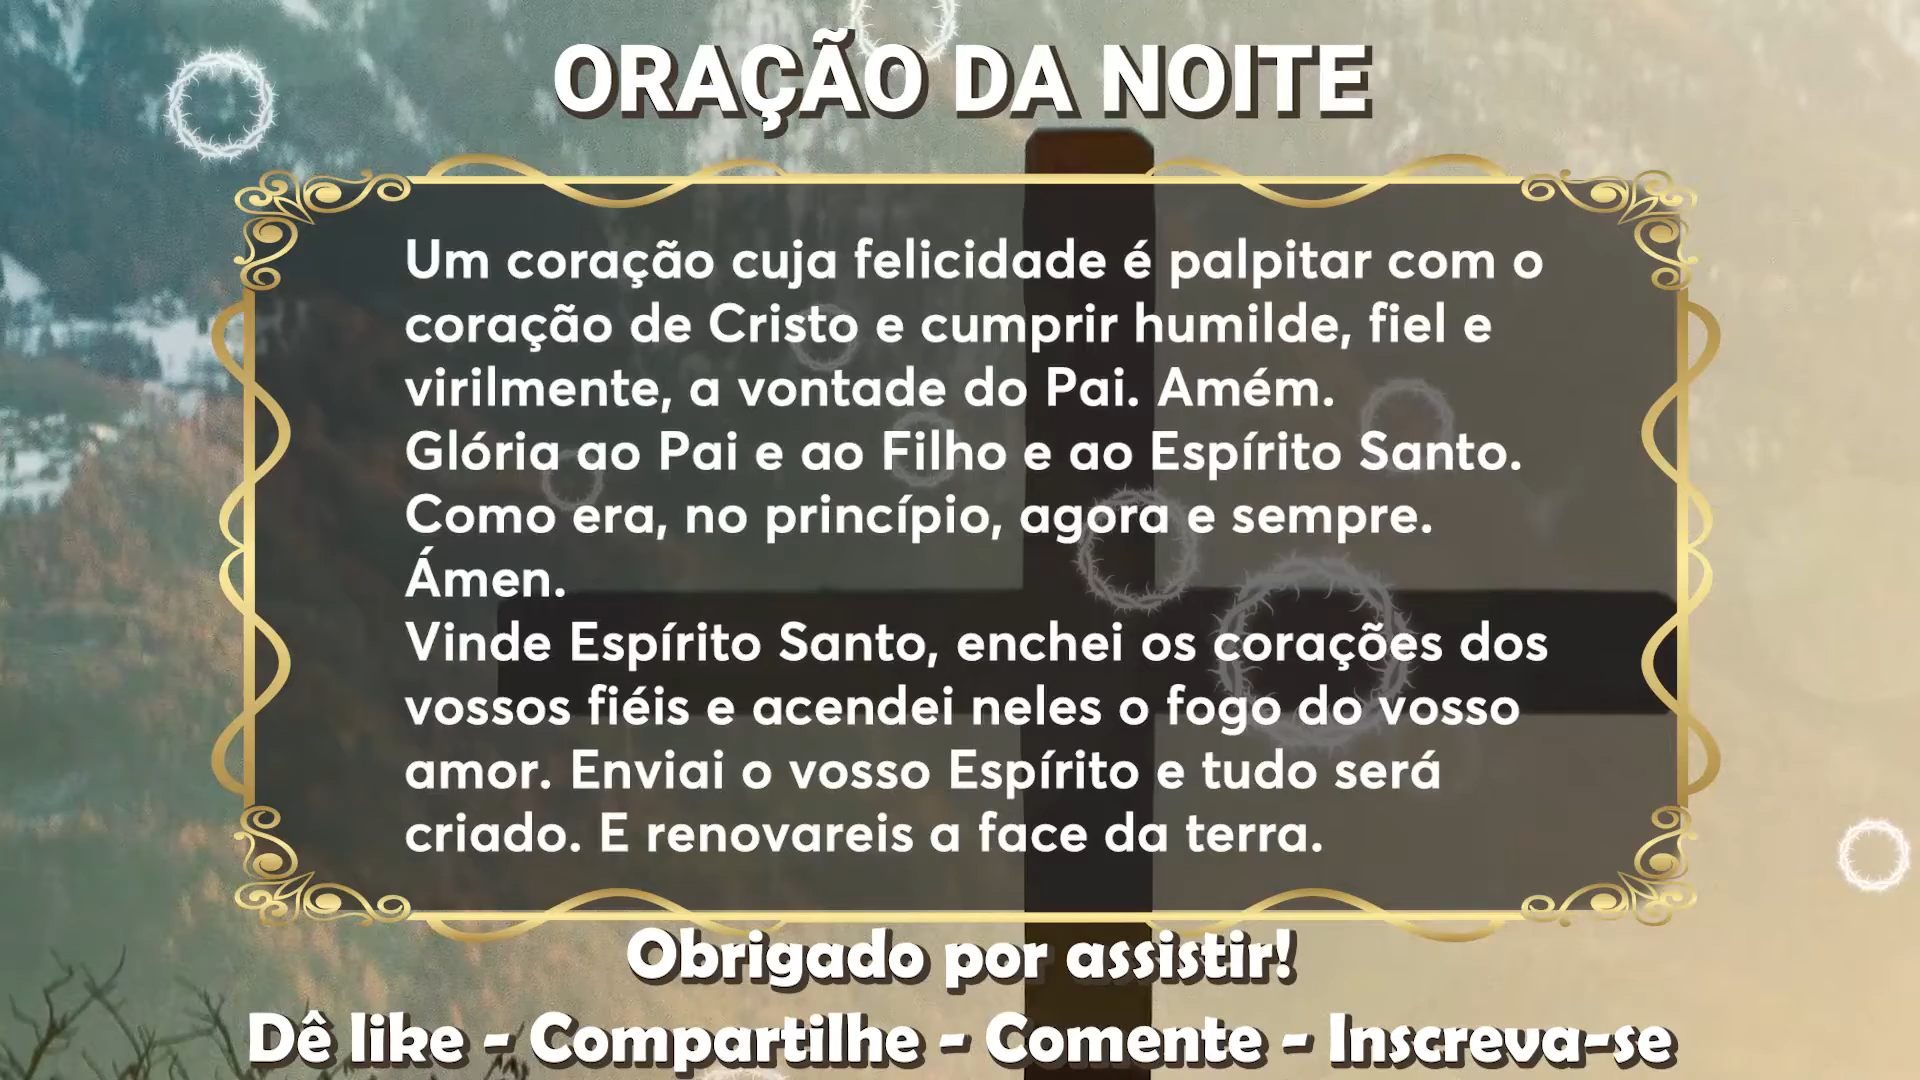 ORAÇÃO DA NOITE
Um coração cuja felicidade é palpitar com o
coração de Cristo e cumprir humilde, fiel e
virilmente, a vontade do Pai. Amém.
Glória ao Pai e ao Filho e ao Espírito Santo.
Como era, no princípio, agora e sempre.
Ámen.
Vinde Espírito Santo, enchei os corações dos
vossos fiéis e acendei neles o fogo do vosso
amor. Enviai o vosso Espírito e tudo será
criado. E renovareis a face da terra.
Obrigado por assistir!
Dê like - Compartilhe - Comente - Inscreva-se